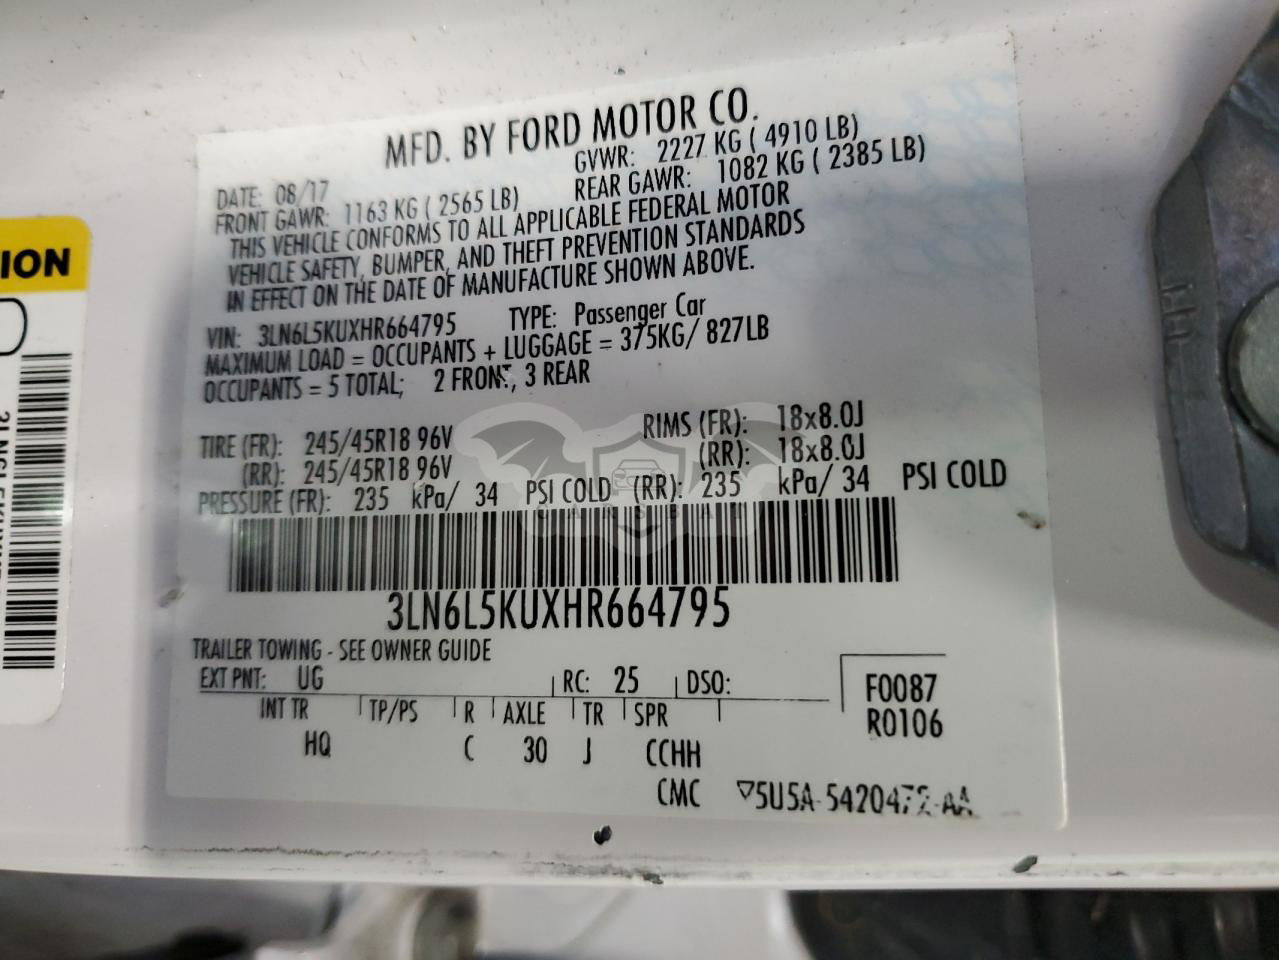 MFD. BY FORD MOTOR CO.
DATE: 08/17 GVWR: 2227 KG ( 4910 LB)
FRONT GAWR: 1163 KG ( 2565 LB) REAR GAWR: 1082 KG ( 2385 LB)
THIS VEHICLE CONFORMS TO ALL APPLICABLE FEDERAL MOTOR
VEHICLE SAFETY, BUMPER, AND THEFT PREVENTION STANDARDS
IN EFFECT ON THE DATE OF MANUFACTURE SHOWN ABOVE.
VIN: 3LN6L5KUXHR664795 TYPE: Passenger Car
MAXIMUM LOAD = OCCUPANTS + LUGGAGE = 375KG/ 827LB
OCCUPANTS = 5 TOTAL; 2 FRONT, 3 REAR
TIRE (FR): 245/45R18 96V RIMS (FR): 18x8.0J
(RR): 245/45R18 96V (RR): 18x8.0J
PRESSURE (FR): 235 kPa/ 34 PSI COLD (RR): 235 kPa/ 34 PSI COLD
CARSBAT
3LN6L5KUXHR664795
TRAILER TOWING - SEE OWNER GUIDE
EXT PNT: UG RC: 25 DSO:
INT TR TP/PS R AXLE TR SPR
HQ C 30 J CCHH
F0087
R0106
CMC ▽5U5A-5420472-AA
ION